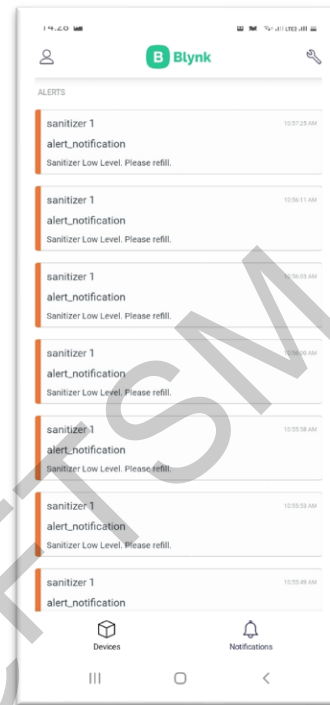 Blynk
ALERTS
sanitizer 1
10:57:25 AM
alert_notification
Sanitizer Low Level. Please refill.
sanitizer 1
10:56:11 AM
alert_notification
Sanitizer Low Level. Please refill.
sanitizer 1
10:56:03 AM
alert_notification
Sanitizer Low Level. Please refill.
sanitizer 1
alert_notification
Sanitizer Low Level. Please refill.
sanitizer 1
10:55:38 AM
alert_notification
Sanitizer Low Level. Please refill.
sanitizer 1
10:55:53 AM
alert_notification
Sanitizer Low Level. Please refill.
sanitizer 1
10:55:49 AM
alert_notification
Devices
Notifications
FTSM